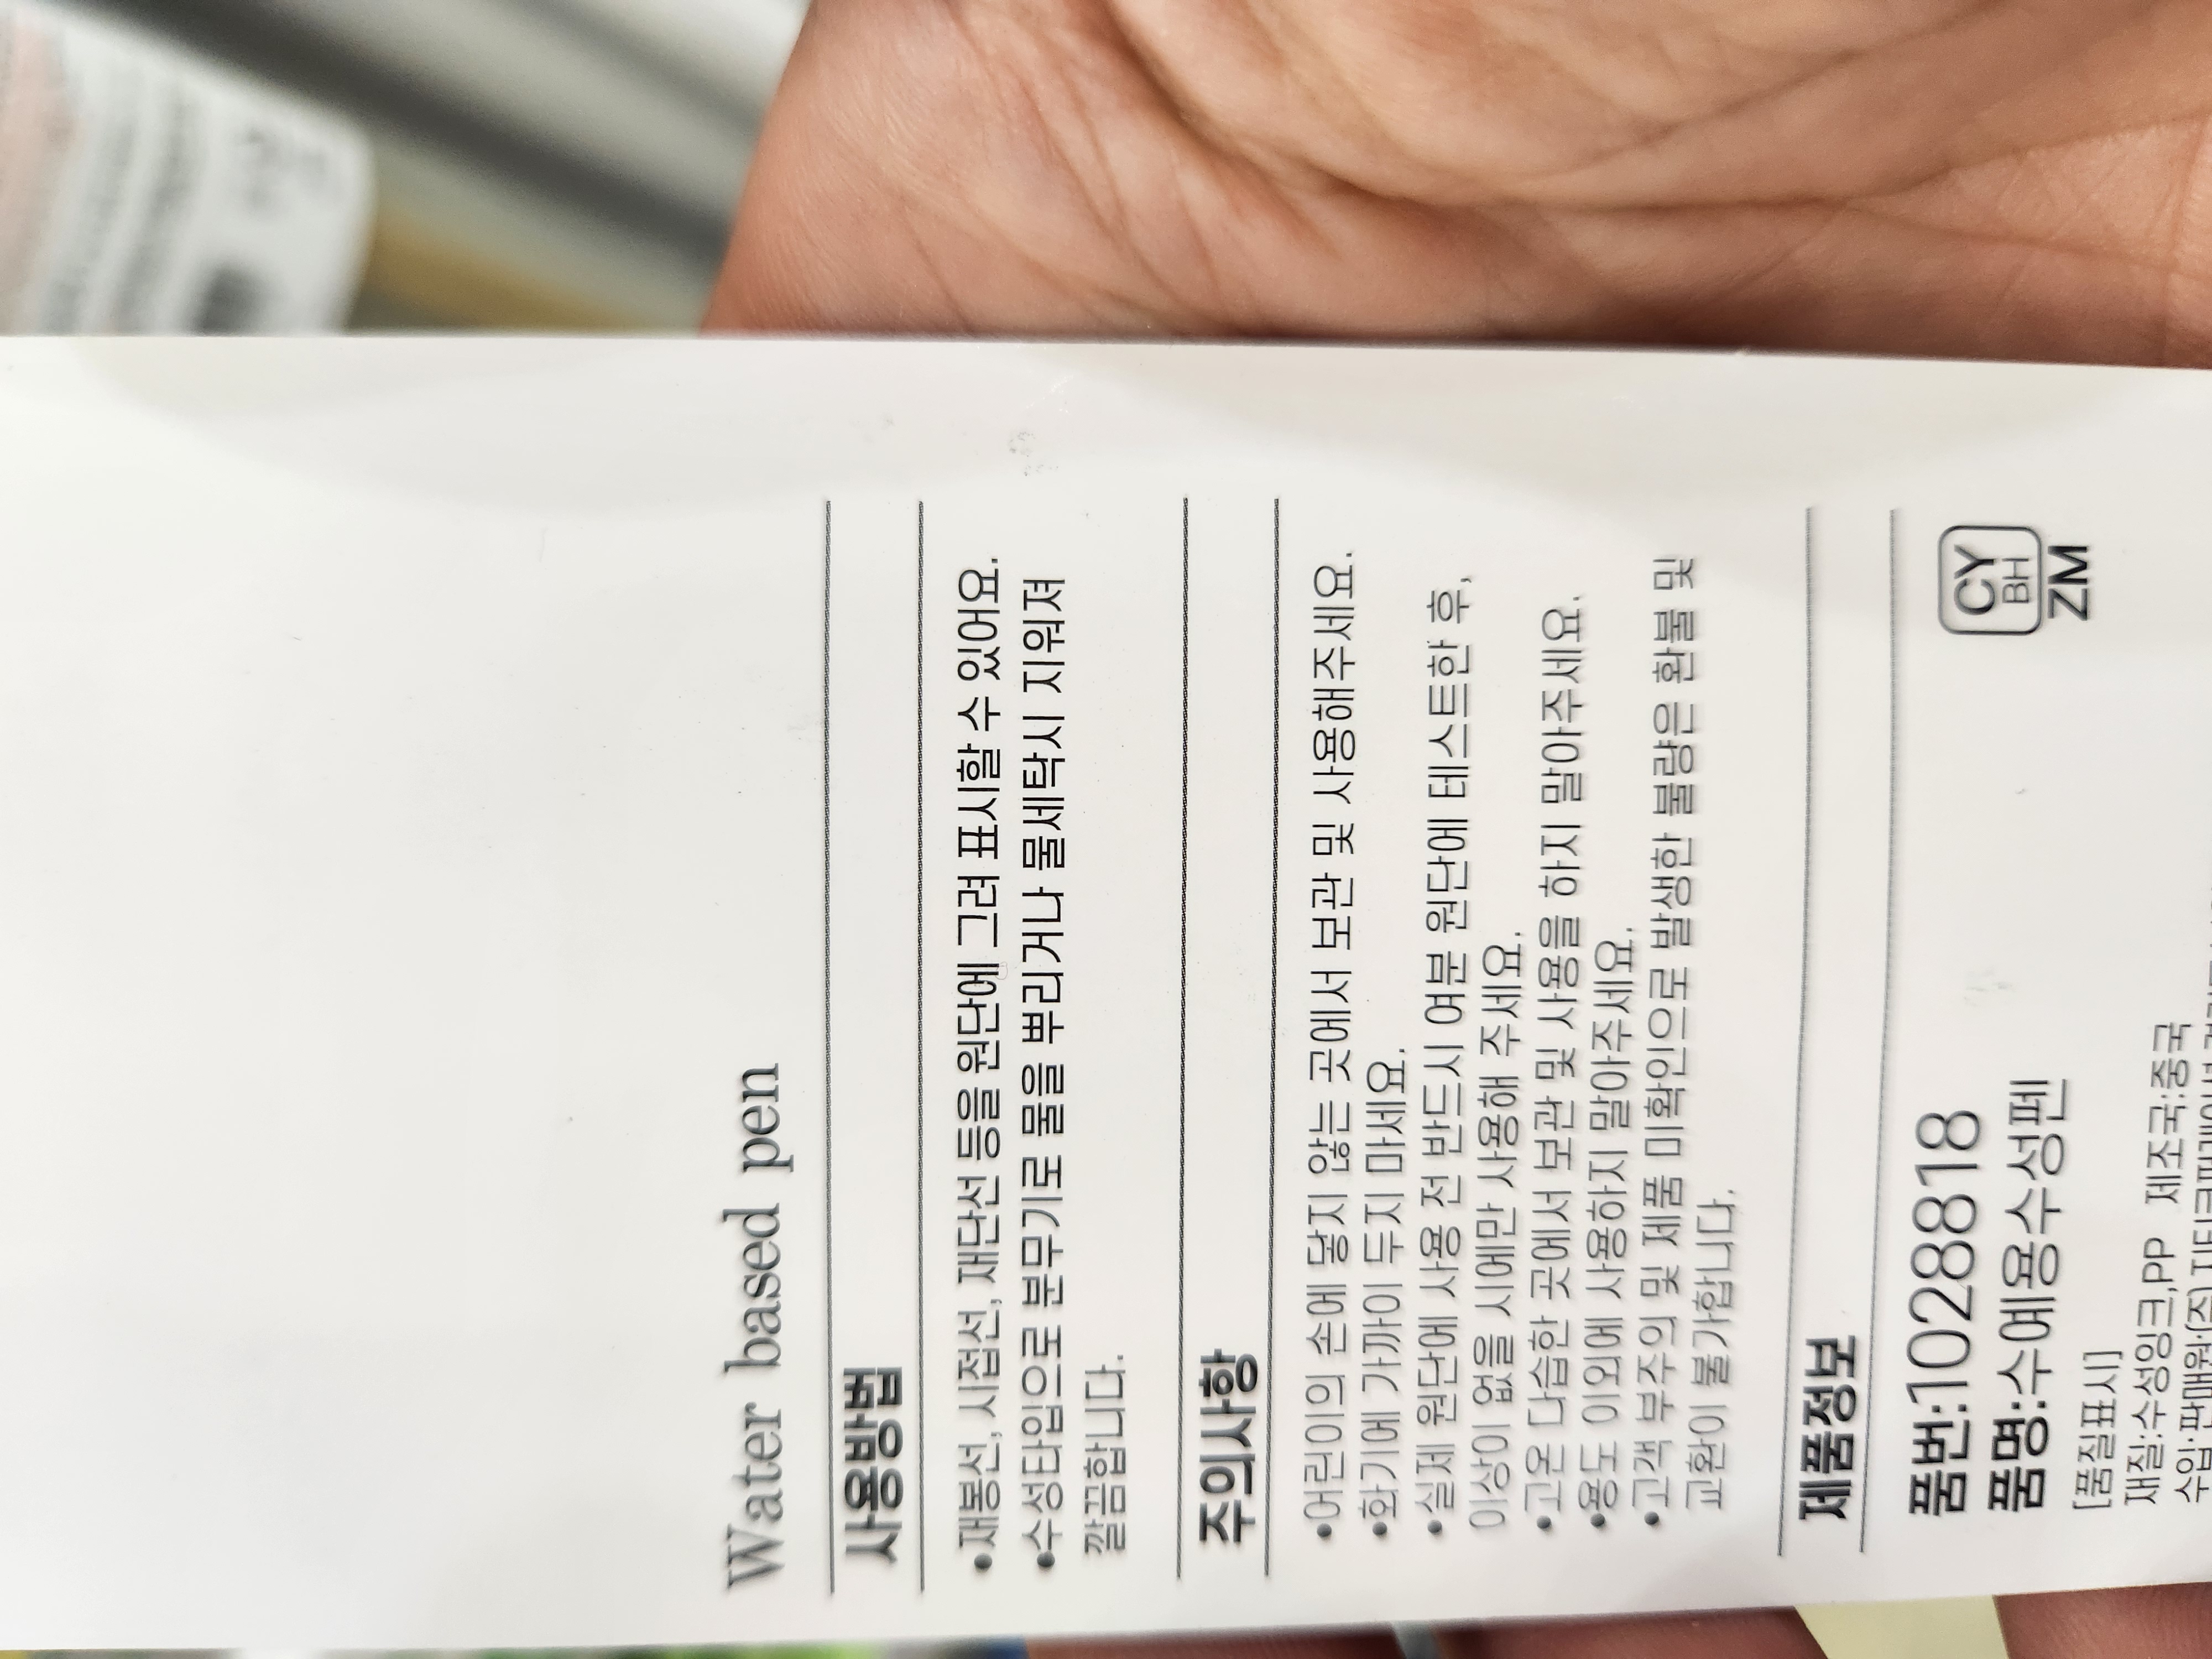 Water based pen
사용방법
•재봉선, 시접선, 재단선 등을 원단에 그려 표시할 수 있어요.
•수성타입으로 분무기로 물을 뿌리거나 물세탁시 지워져
깔끔합니다.
주의사항
•어린이의 손에 닿지 않는 곳에서 보관 및 사용해주세요.
•화기에 가까이 두지 마세요.
•실제 원단에 사용 전 반드시 여분 원단에 테스트한 후,
이상이 없을 시에만 사용해 주세요.
•고온 다습한 곳에서 보관 및 사용을 하지 말아주세요.
•용도 이외에 사용하지 말아주세요.
•고객 부주의 및 제품 미확인으로 발생한 불량은 환불 및
교환이 불가합니다.
제품정보
품번:1028818
품명:수예용수성펜
CY
BH
ZM
[품질표시]
재질:수성잉크,PP 제조국:중국
수입·판매원:(주)